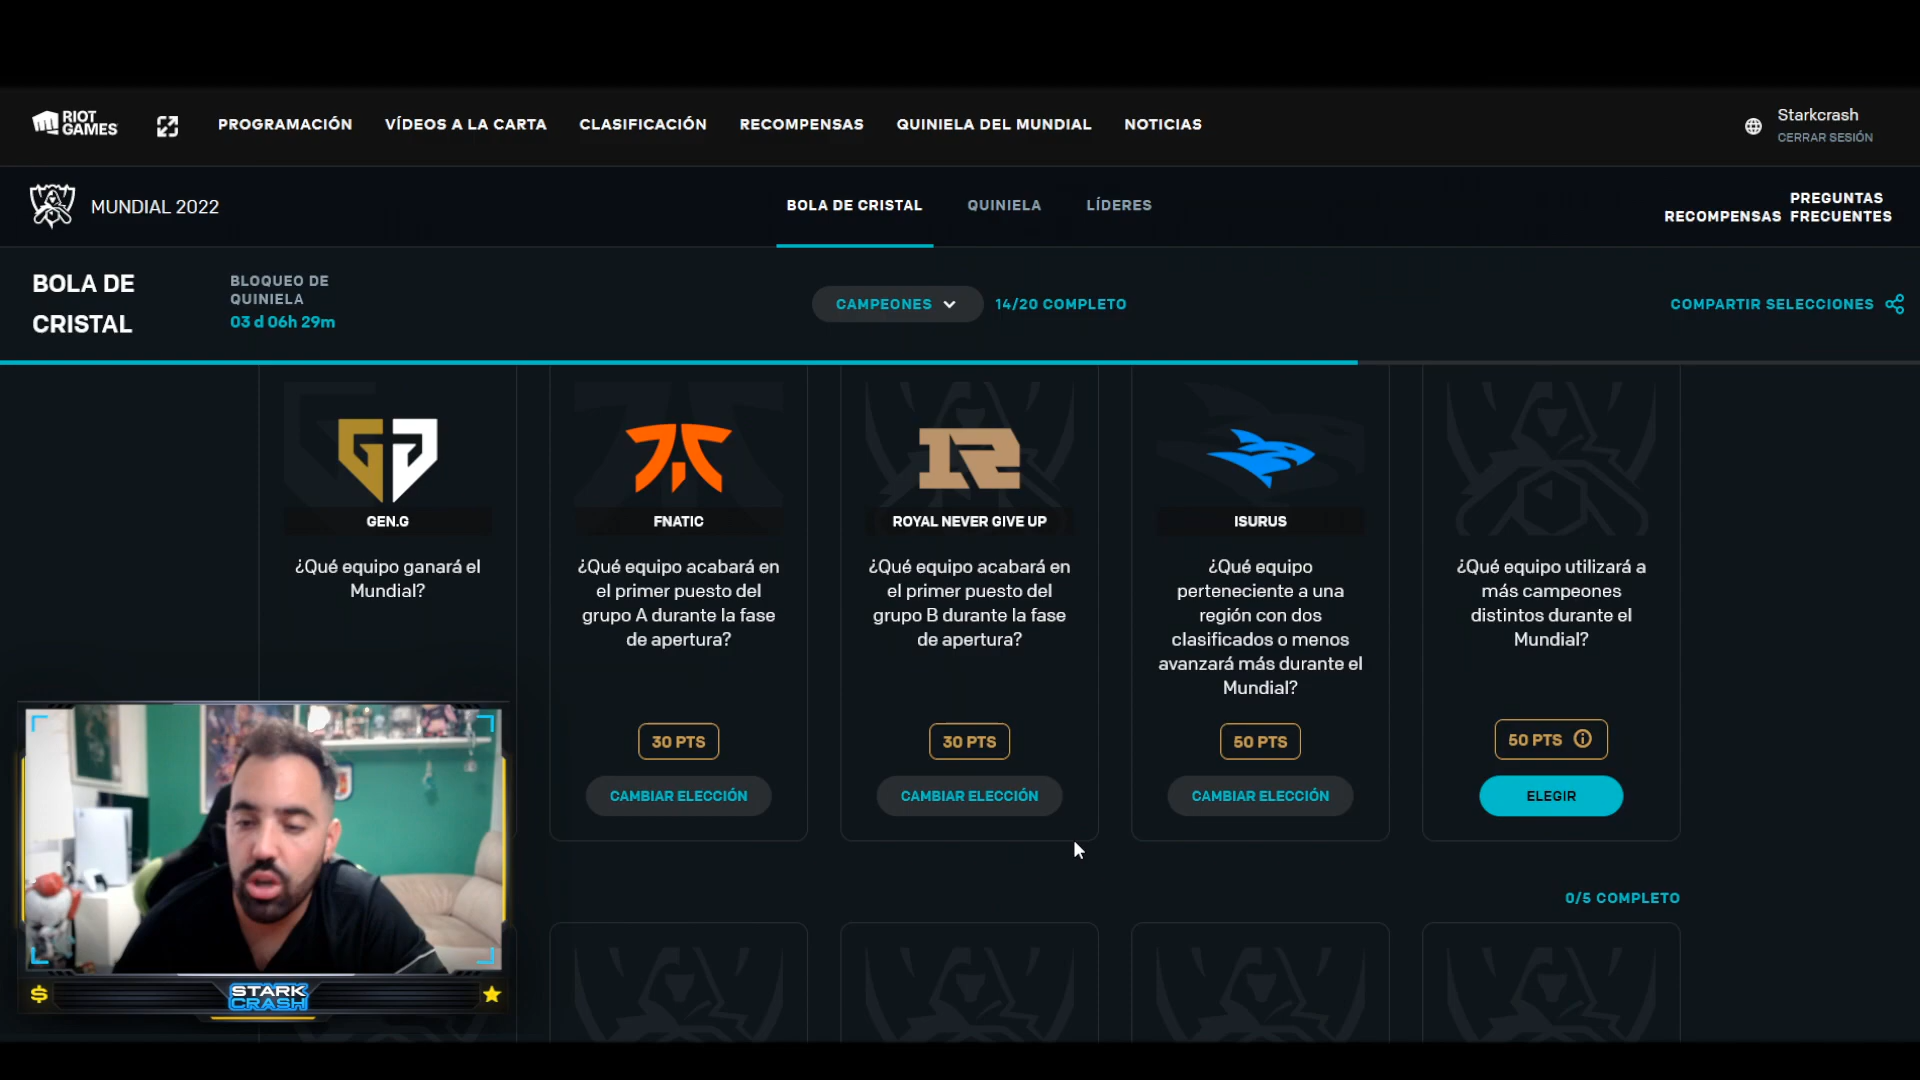 RIOT
GAMES
PROGRAMACIÓN
VÍDEOS A LA CARTA
CLASIFICACIÓN
RECOMPENSAS
QUINIELA DEL MUNDIAL
NOTICIAS
Starkcrash
CERRAR SESIÓN
MUNDIAL 2022
BOLA DE CRISTAL
QUINIELA
LÍDERES
RECOMPENSAS
PREGUNTAS
FRECUENTES
BOLA DE
CRISTAL
BLOQUEO DE
QUINIELA
03 d 06h 29m
CAMPEONES
14/20 COMPLETO
COMPARTIR SELECCIONES
GEN.G
¿Qué equipo ganará el
Mundial?
FNATIC
¿Qué equipo acabará en
el primer puesto del
grupo A durante la fase
de apertura?
30 PTS
CAMBIAR ELECCIÓN
ROYAL NEVER GIVE UP
¿Qué equipo acabará en
el primer puesto del
grupo B durante la fase
de apertura?
30 PTS
CAMBIAR ELECCIÓN
ISURUS
¿Qué equipo
perteneciente a una
región con dos
clasificados o menos
avanzará más durante el
Mundial?
50 PTS
CAMBIAR ELECCIÓN
¿Qué equipo utilizará a
más campeones
distintos durante el
Mundial?
50 PTS
ELEGIR
0/5 COMPLETO
STARK
CRASH